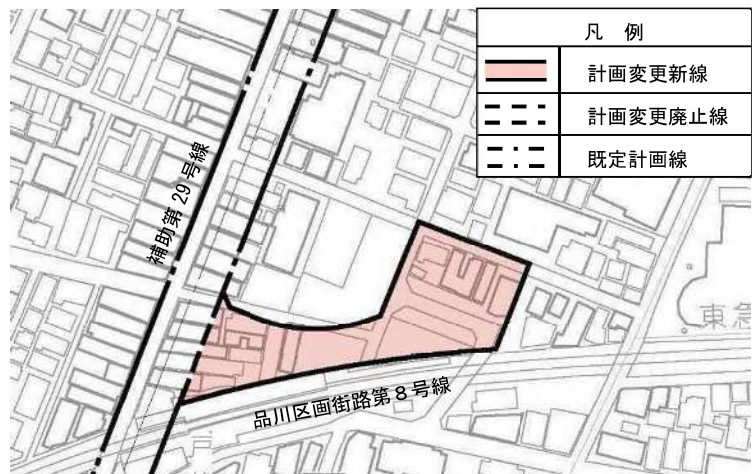 凡 例
計画変更新線
計画変更廃止線
既定計画線
補助第29号線
東急
品川区画街路第8号線